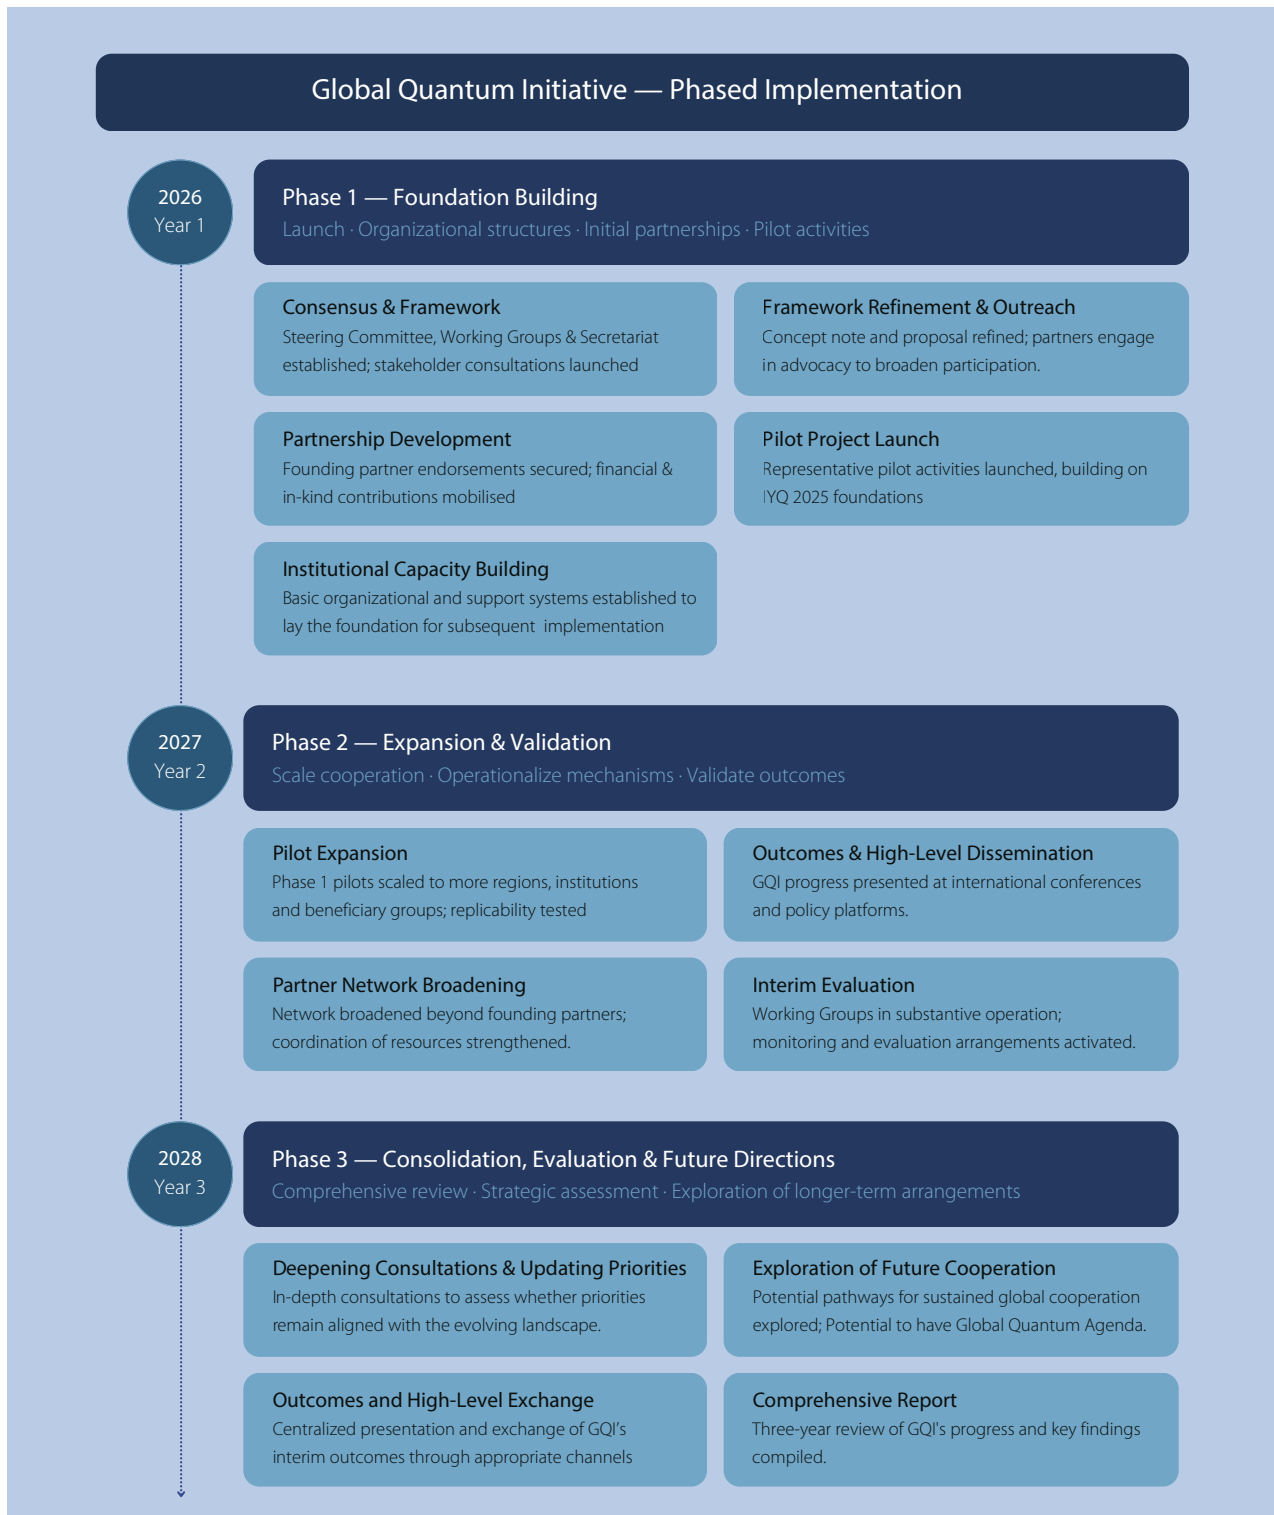 Global Quantum Initiative — Phased Implementation
2026
Year 1
Phase 1 — Foundation Building
Launch · Organizational structures · Initial partnerships · Pilot activities
Consensus & Framework
Steering Committee, Working Groups & Secretariat
established; stakeholder consultations launched
Framework Refinement & Outreach
Concept note and proposal refined; partners engage
in advocacy to broaden participation.
Partnership Development
Founding partner endorsements secured; financial &
in-kind contributions mobilised
Pilot Project Launch
Representative pilot activities launched, building on
IYQ 2025 foundations
Institutional Capacity Building
Basic organizational and support systems established to
lay the foundation for subsequent  implementation
2027
Year 2
Phase 2 — Expansion & Validation
Scale cooperation · Operationalize mechanisms · Validate outcomes
Pilot Expansion
Phase 1 pilots scaled to more regions, institutions
and beneficiary groups; replicability tested
Outcomes & High-Level Dissemination
GQI progress presented at international conferences
and policy platforms.
Partner Network Broadening
Network broadened beyond founding partners;
coordination of resources strengthened.
Interim Evaluation
Working Groups in substantive operation;
monitoring and evaluation arrangements activated.
2028
Year 3
Phase 3 — Consolidation, Evaluation & Future Directions
Comprehensive review · Strategic assessment · Exploration of longer-term arrangements
Deepening Consultations & Updating Priorities
In-depth consultations to assess whether priorities
remain aligned with the evolving landscape.
Exploration of Future Cooperation
Potential pathways for sustained global cooperation
explored; Potential to have Global Quantum Agenda.
Outcomes and High-Level Exchange
Centralized presentation and exchange of GQI’s
interim outcomes through appropriate channels
Comprehensive Report
Three-year review of GQI's progress and key findings
compiled.